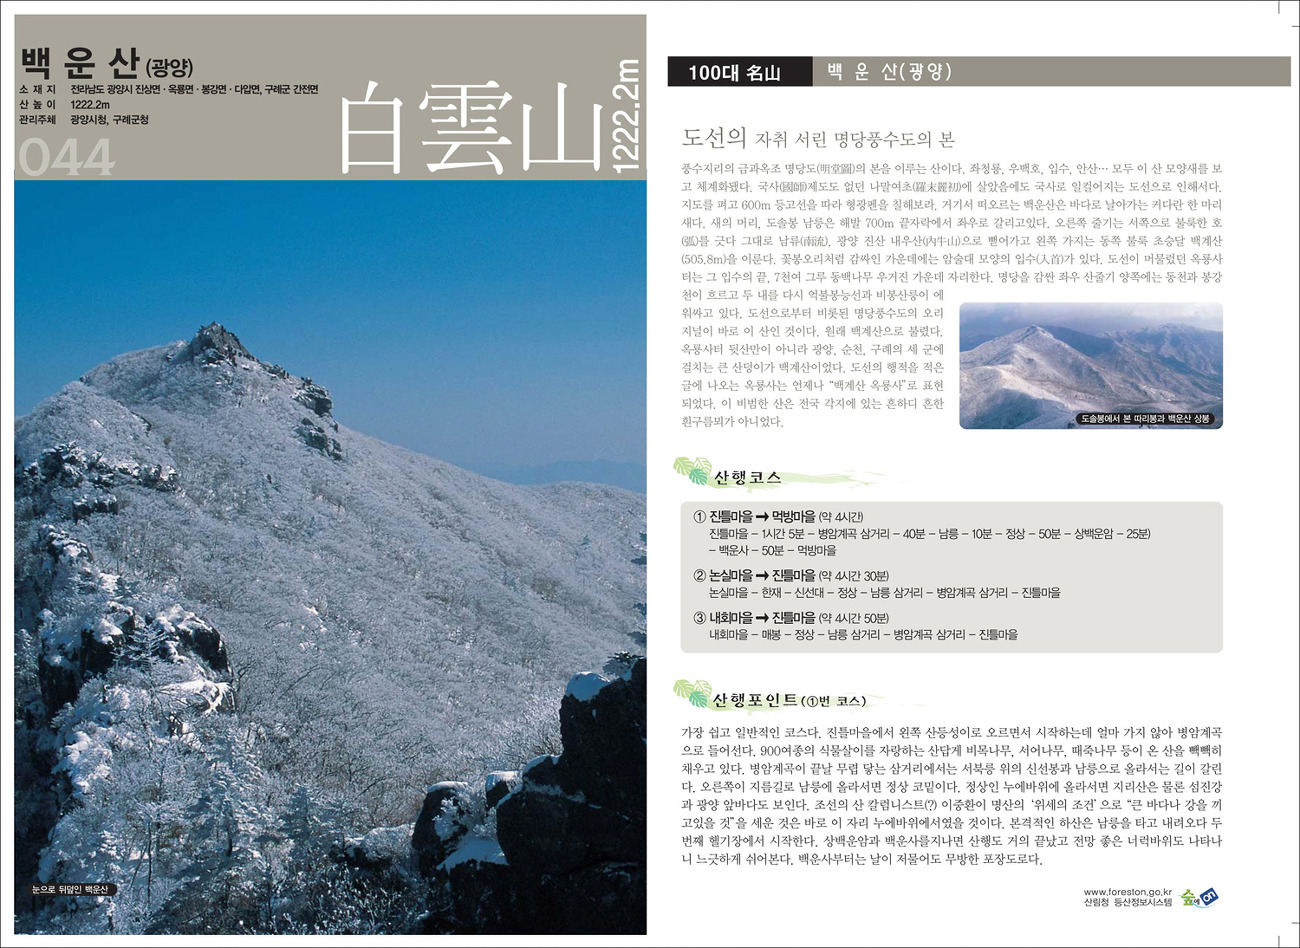 백 운 산 (광양)
소 재 지 전라남도 광양시 진상면 · 옥룡면 · 봉강면 · 다압면, 구례군 간전면
산 높 이 1222.2m
관리주체 광양시청, 구례군청
044
白雲山
1222.2m
눈으로 뒤덮인 백운산
100대 名山 백 운 산(광양)
도선의 자취 서린 명당풍수도의 본
풍수지리의 금과옥조 명당도(明堂圖)의 본을 이루는 산이다. 좌청룡, 우백호, 입수, 안산… 모두 이 산 모양새를 보
고 체계화됐다. 국사(國師)제도도 없던 나말여초(羅末麗初)에 살았음에도 국사로 일컬어지는 도선으로 인해서다.
지도를 펴고 600m 등고선을 따라 형광펜을 칠해보라. 거기서 떠오르는 백운산은 바다로 날아가는 커다란 한 마리
새다. 새의 머리, 도솔봉 남릉은 해발 700m 끝자락에서 좌우로 갈리고있다. 오른쪽 줄기는 서쪽으로 불룩한 호
(弧)를 긋다 그대로 남류(南流), 광양 진산 내우산(內牛山)으로 뻗어가고 왼쪽 가지는 동쪽 불룩 초승달 백계산
(505.8m)을 이룬다. 꽃봉오리처럼 감싸인 가운데에는 암술대 모양의 입수(入首)가 있다. 도선이 머물렀던 옥룡사
터는 그 입수의 끝, 7천여 그루 동백나무 우거진 가운데 자리한다. 명당을 감싼 좌우 산줄기 양쪽에는 동천과 봉강
천이 흐르고 두 내를 다시 억불봉능선과 비봉산릉이 에
워싸고 있다. 도선으로부터 비롯된 명당풍수도의 오리
지널이 바로 이 산인 것이다. 원래 백계산으로 불렸다.
옥룡사터 뒷산만이 아니라 광양, 순천, 구례의 세 군에
걸치는 큰 산덩이가 백계산이었다. 도선의 행적을 적은
글에 나오는 옥룡사는 언제나 “백계산 옥룡사”로 표현
되었다. 이 비범한 산은 전국 각지에 있는 흔하디 흔한
흰구름뫼가 아니었다.
도솔봉에서 본 따리봉과 백운산 상봉
산행코스
① 진틀마을 ➞ 먹방마을 (약 4시간)
진틀마을 – 1시간 5분 – 병암계곡 삼거리 – 40분 – 남릉 – 10분 – 정상 – 50분 – 상백운암 – 25분)
– 백운사 – 50분 – 먹방마을
② 논실마을 ➞ 진틀마을 (약 4시간 30분)
논실마을 – 한재 – 신선대 – 정상 – 남릉 삼거리 – 병암계곡 삼거리 – 진틀마을
③ 내회마을 ➞ 진틀마을 (약 4시간 50분)
내회마을 – 매봉 – 정상 – 남릉 삼거리 – 병암계곡 삼거리 – 진틀마을
산행포인트(①번 코스)
가장 쉽고 일반적인 코스다. 진틀마을에서 왼쪽 산등성이로 오르면서 시작하는데 얼마 가지 않아 병암계곡
으로 들어선다. 900여종의 식물살이를 자랑하는 산답게 비목나무, 서어나무, 때죽나무 등이 온 산을 빽빽히
채우고 있다. 병암계곡이 끝날 무렵 닿는 삼거리에서는 서북릉 위의 신선봉과 남릉으로 올라서는 길이 갈린
다. 오른쪽이 지름길로 남릉에 올라서면 정상 코밑이다. 정상인 누에바위에 올라서면 지리산은 물론 섬진강
과 광양 앞바다도 보인다. 조선의 산 칼럼니스트(?) 이중환이 명산의 ‘위세의 조건’으로 “큰 바다나 강을 끼
고있을 것”을 세운 것은 바로 이 자리 누에바위에서였을 것이다. 본격적인 하산은 남릉을 타고 내려오다 두
번째 헬기장에서 시작한다. 상백운암과 백운사를지나면 산행도 거의 끝났고 전망 좋은 너럭바위도 나타나
니 느긋하게 쉬어본다. 백운사부터는 날이 저물어도 무방한 포장도로다.
www.foreston.go.kr
산림청 등산정보시스템
숲에on